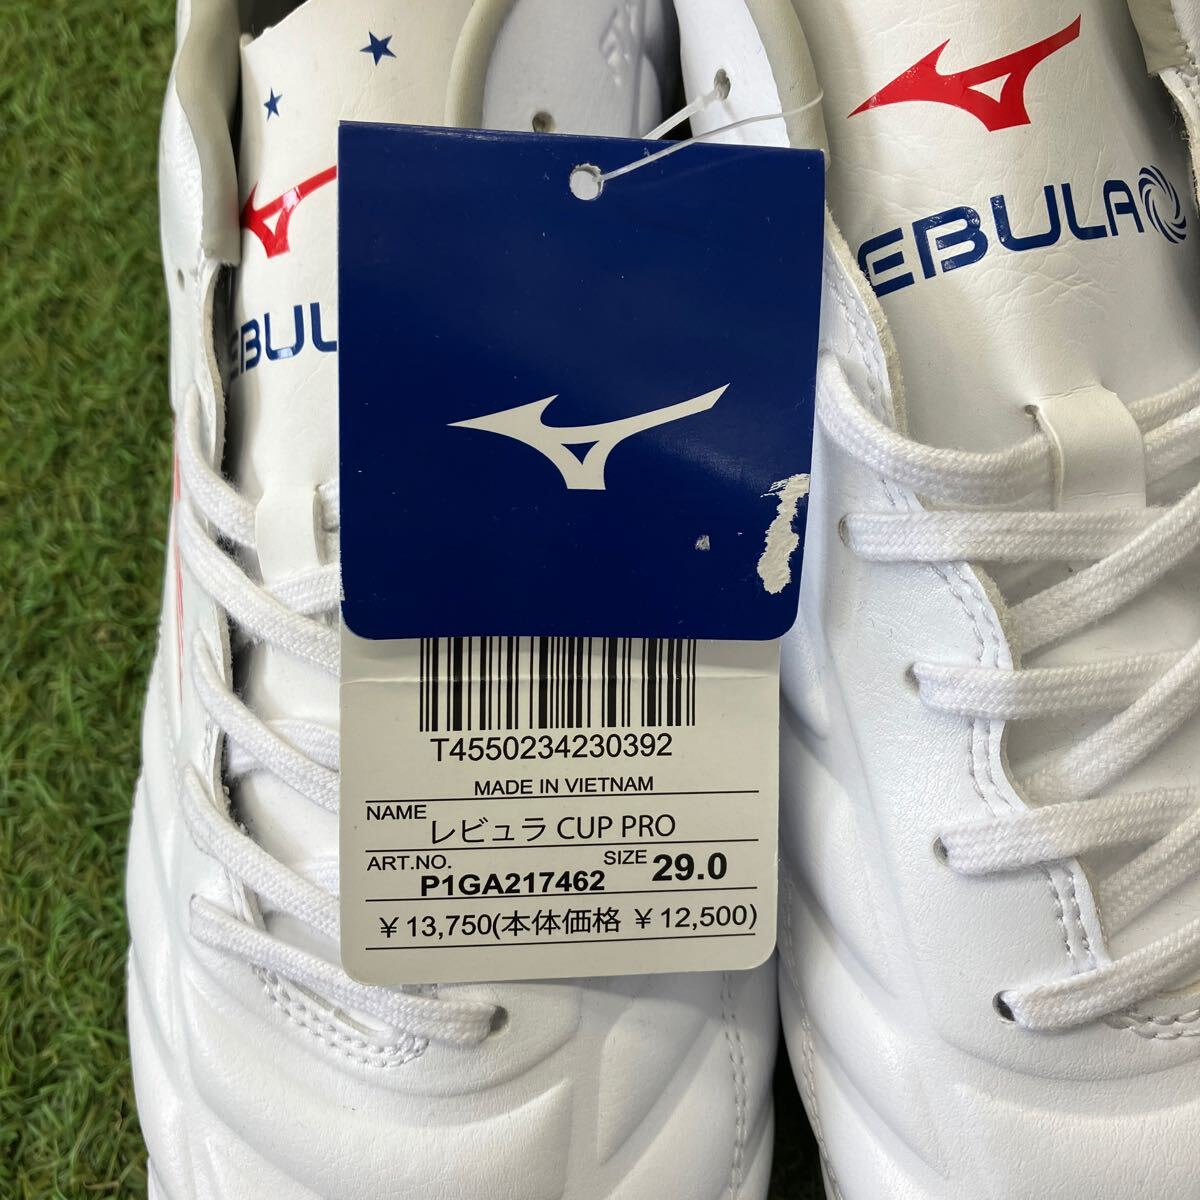 EBULA
EBUL
T4550234230392
MADE IN VIETNAM
NAME レビュラ CUP PRO
ART.NO. P1GA217462 SIZE 29.0
￥13,750(本体価格 ￥12,500)